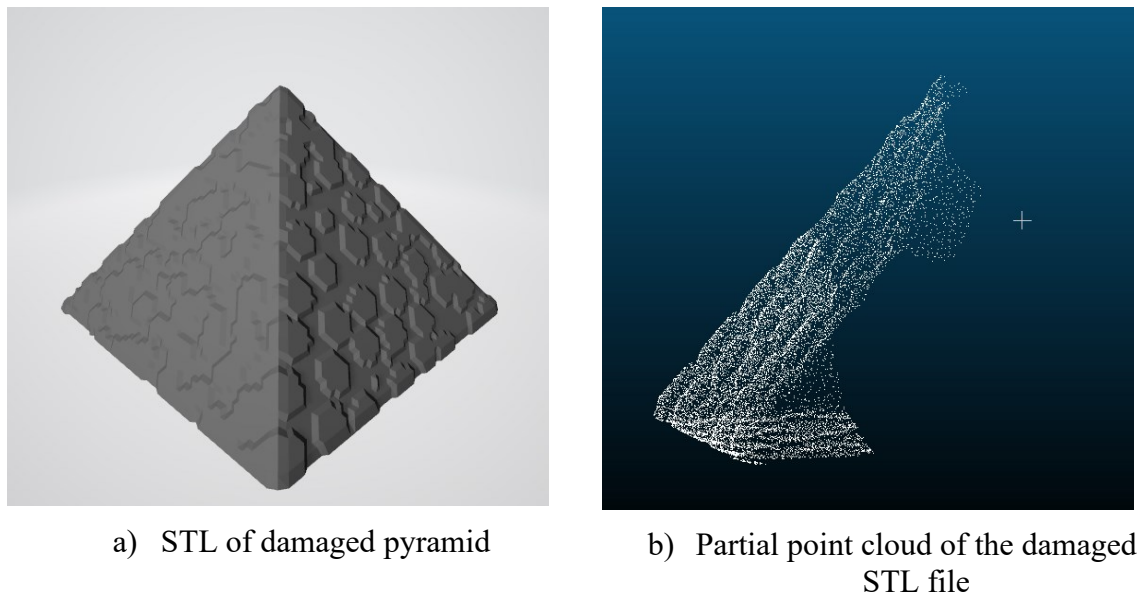 a) STL of damaged pyramid
b) Partial point cloud of the damaged
STL file